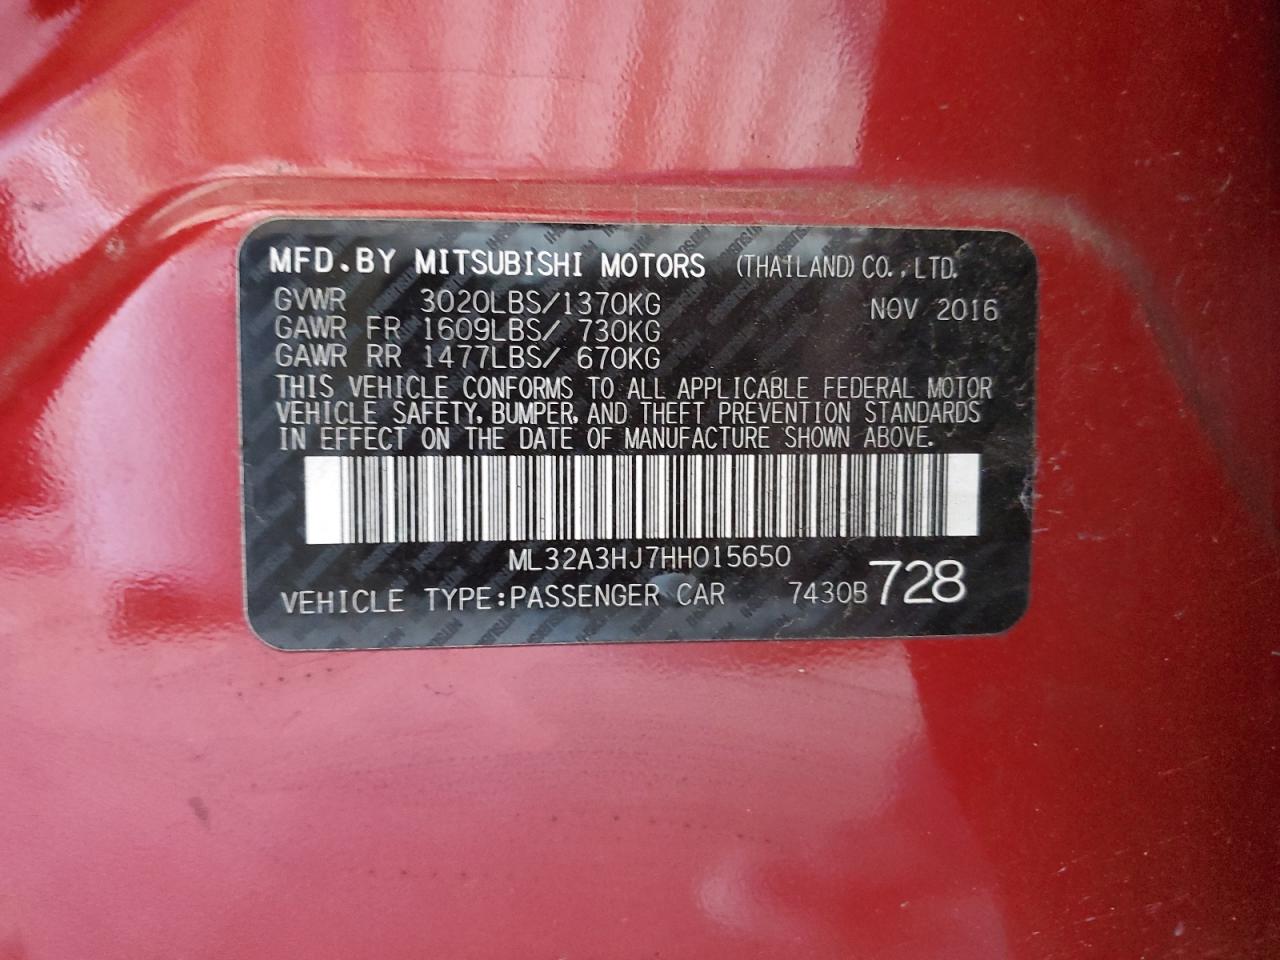 MFD.BY MITSUBISHI MOTORS (THAILAND) CO.,LTD.
GVWR 3020LBS/1370KG NOV 2016
GAWR FR 1609LBS/ 730KG
GAWR RR 1477LBS/ 670KG
THIS VEHICLE CONFORMS TO ALL APPLICABLE FEDERAL MOTOR
VEHICLE SAFETY, BUMPER, AND THEFT PREVENTION STANDARDS
IN EFFECT ON THE DATE OF MANUFACTURE SHOWN ABOVE.
ML32A3HJ7HH015650
VEHICLE TYPE:PASSENGER CAR 7430B 728